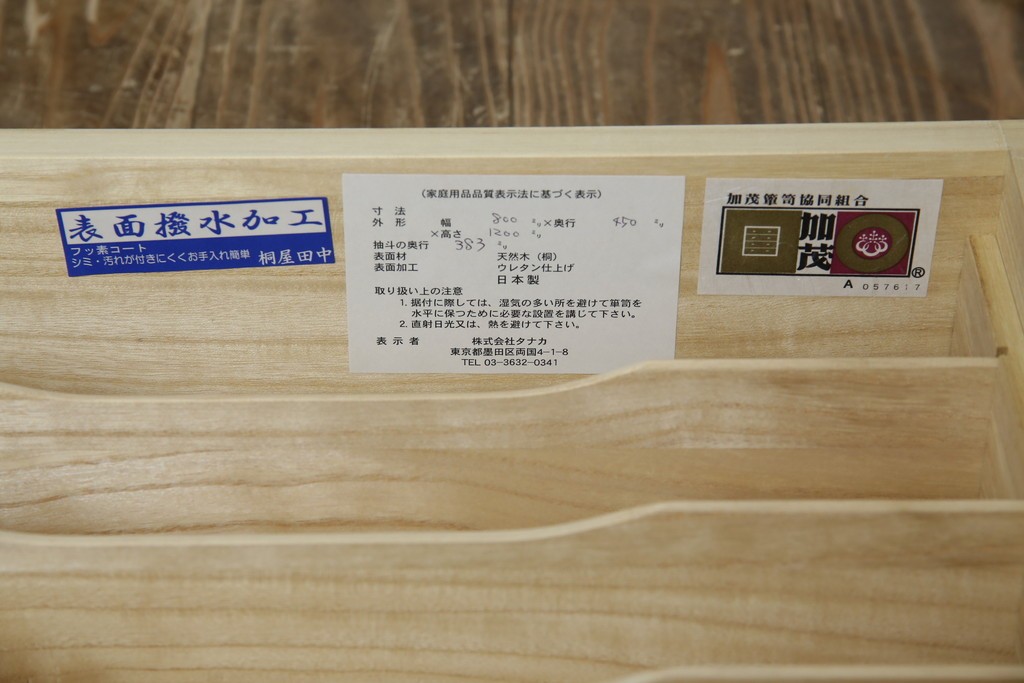 表面撥水加工
フッ素コート
シミ・汚れが付きにくくお手入れ簡単 桐屋田中
(家庭用品品質表示法に基づく表示)
寸法
外形 幅 800 ㍉×奥行 450 ㍉
×高さ 1200 ㍉
抽斗の奥行 383 ㍉
表面材 天然木(桐)
表面加工 ウレタン仕上げ
日本製
取り扱い上の注意
1. 据付に際しては、湿気の多い所を避けて箪笥を
水平に保つために必要な設置を講じて下さい。
2. 直射日光又は、熱を避けて下さい。
表示者 株式会社タナカ
東京都墨田区両国4-1-8
TEL 03-3632-0341
加茂箪笥協同組合
加茂
®
A 057617